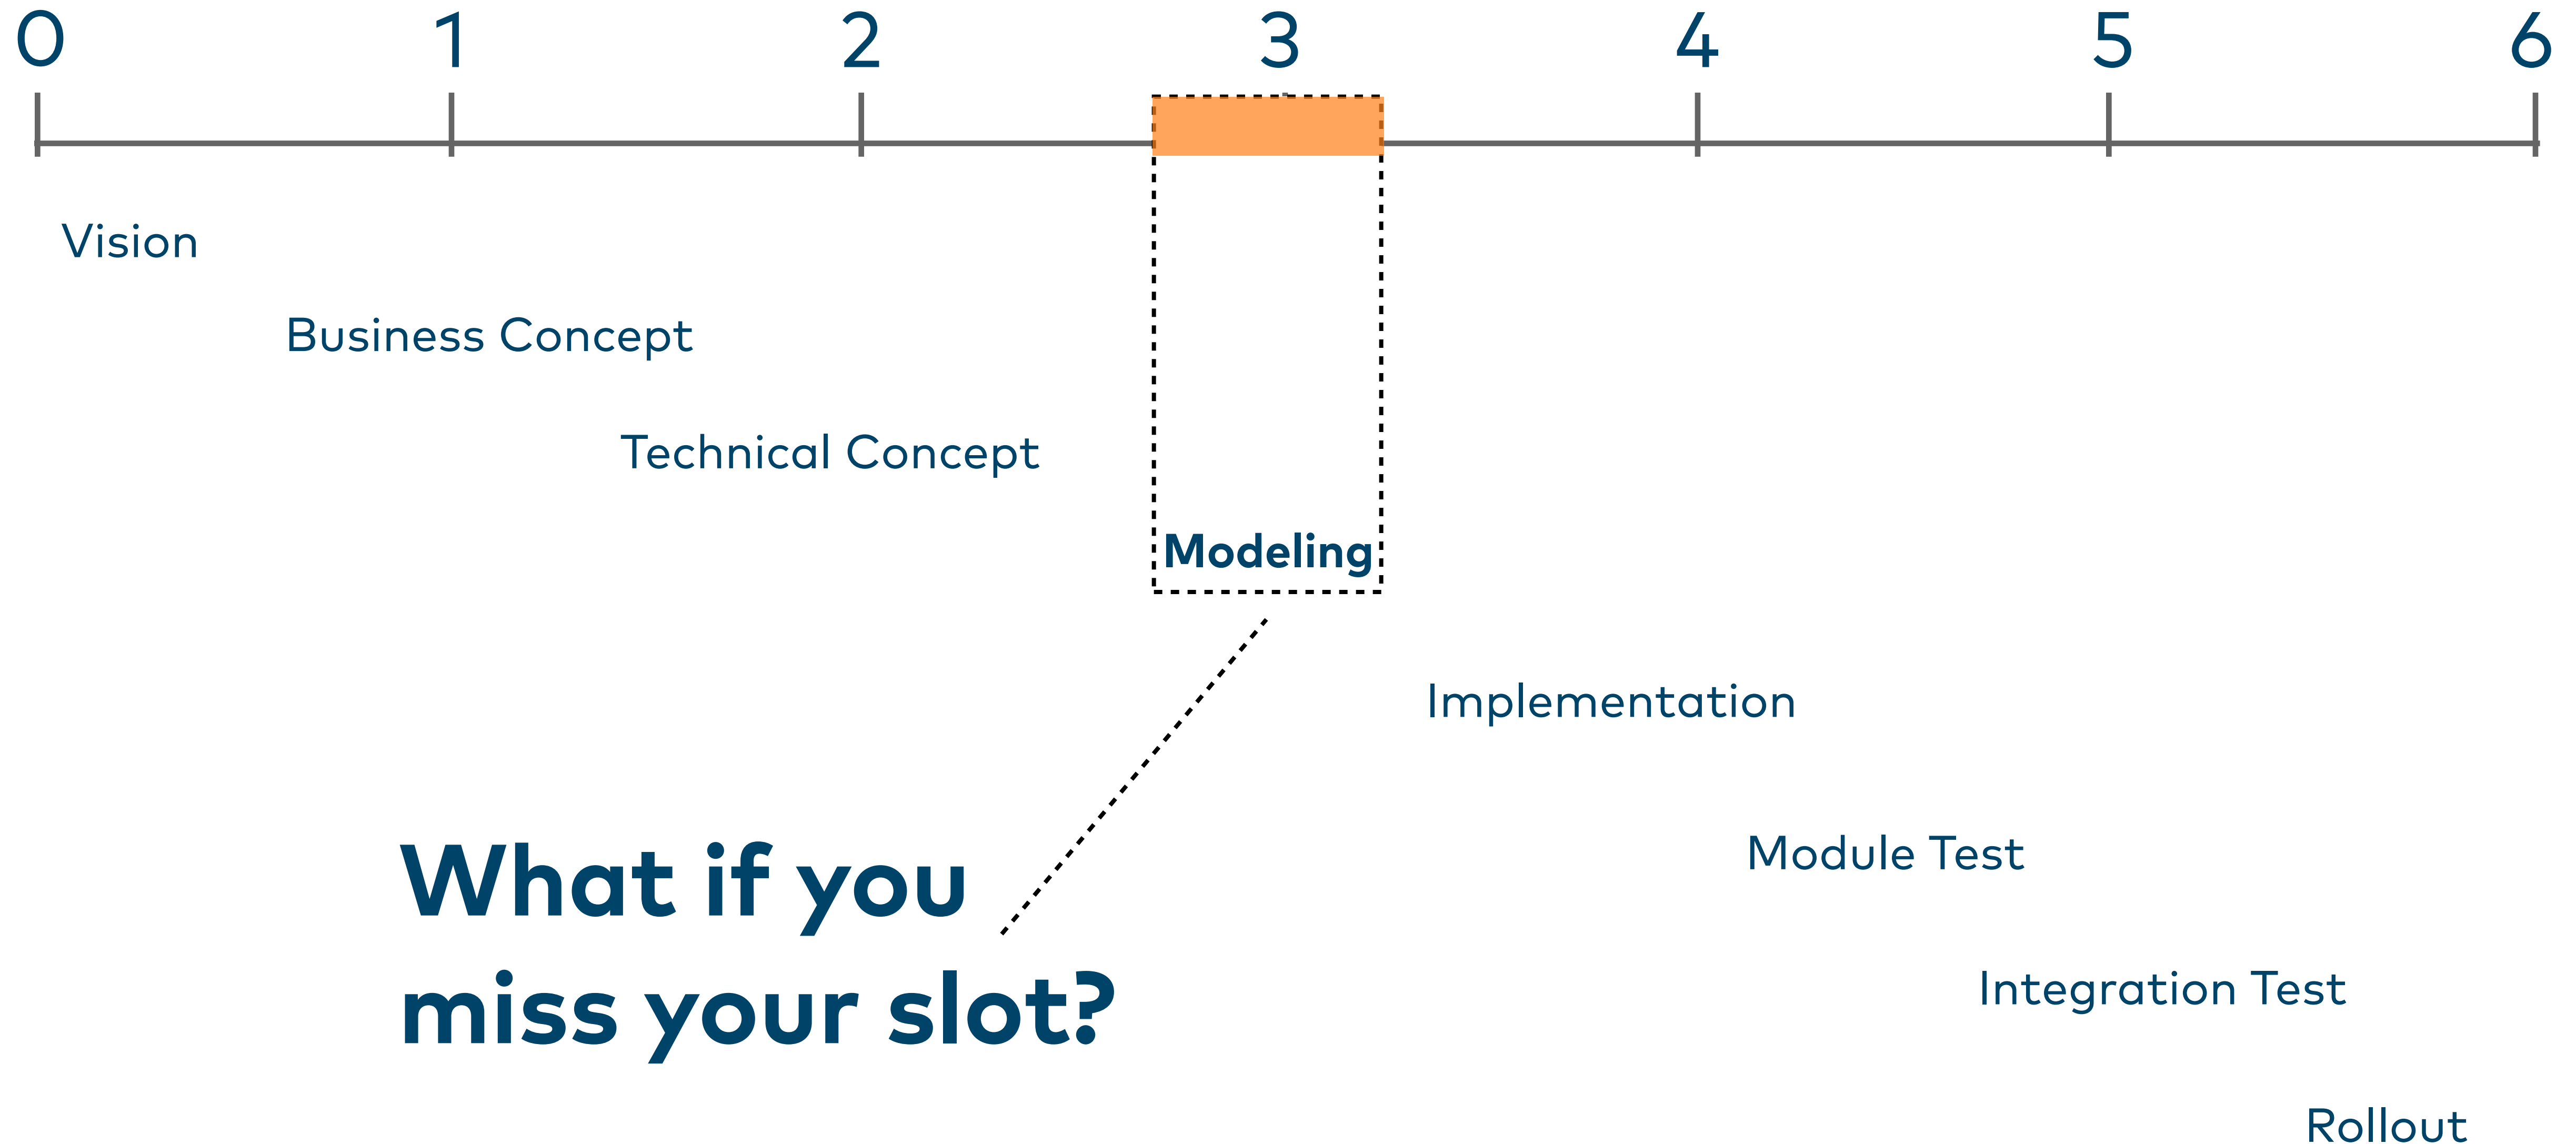 0 1 2 3 4 5 6
Vision
Business Concept
Technical Concept
Modeling
Implementation
What if you
miss your slot?
Module Test
Integration Test
Rollout